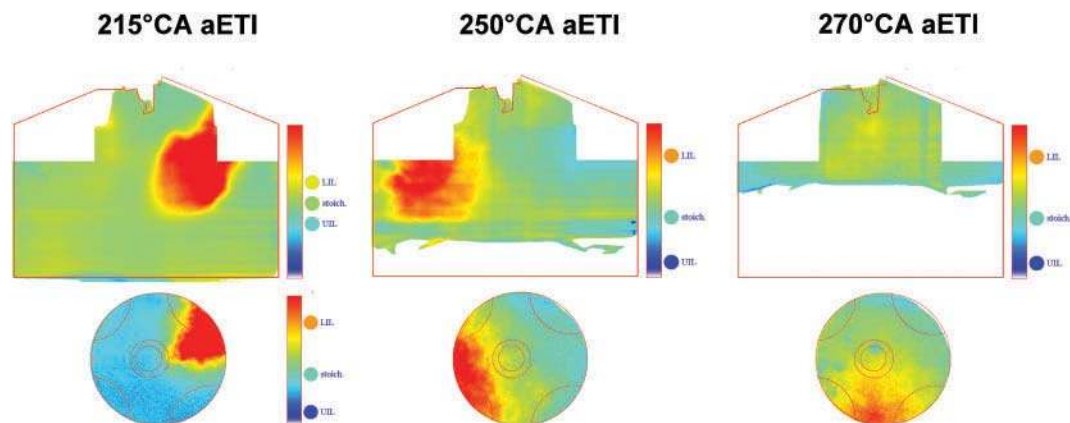 215°CA aETI
250°CA aETI
270°CA aETI
LIL
stoich.
UIL
LIL
stoich.
UIL
LIL
stoich.
UIL
LIL
stoich.
UIL